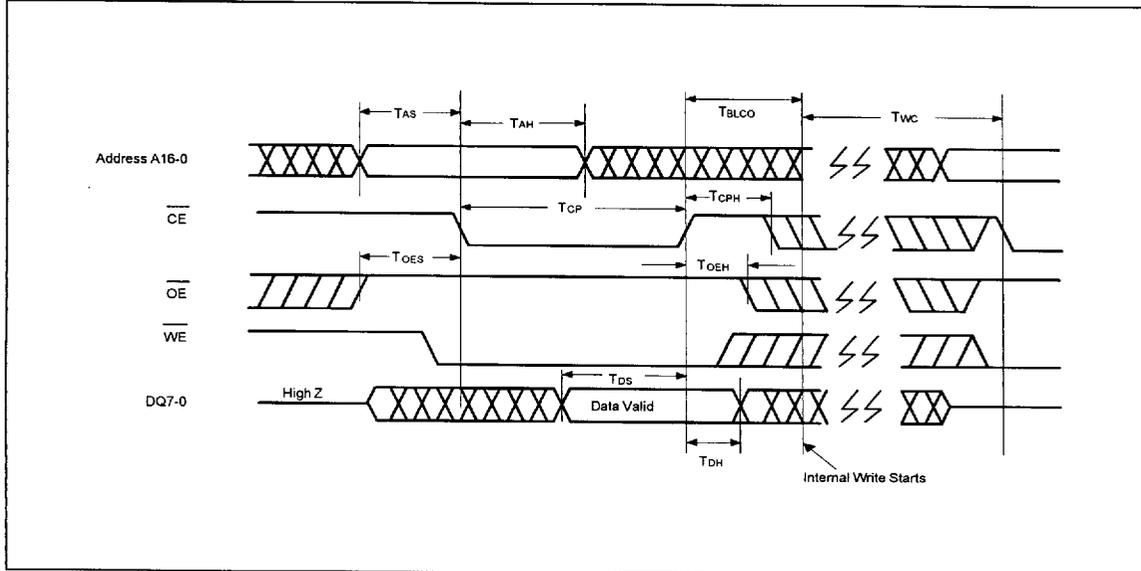 TAS
TAH
TBLCO
TWC
Address A16-0
CE
TCP
TCPH
TOES
TOEH
OE
WE
TDS
DQ7-0
High Z
Data Valid
TDH
Internal Write Starts